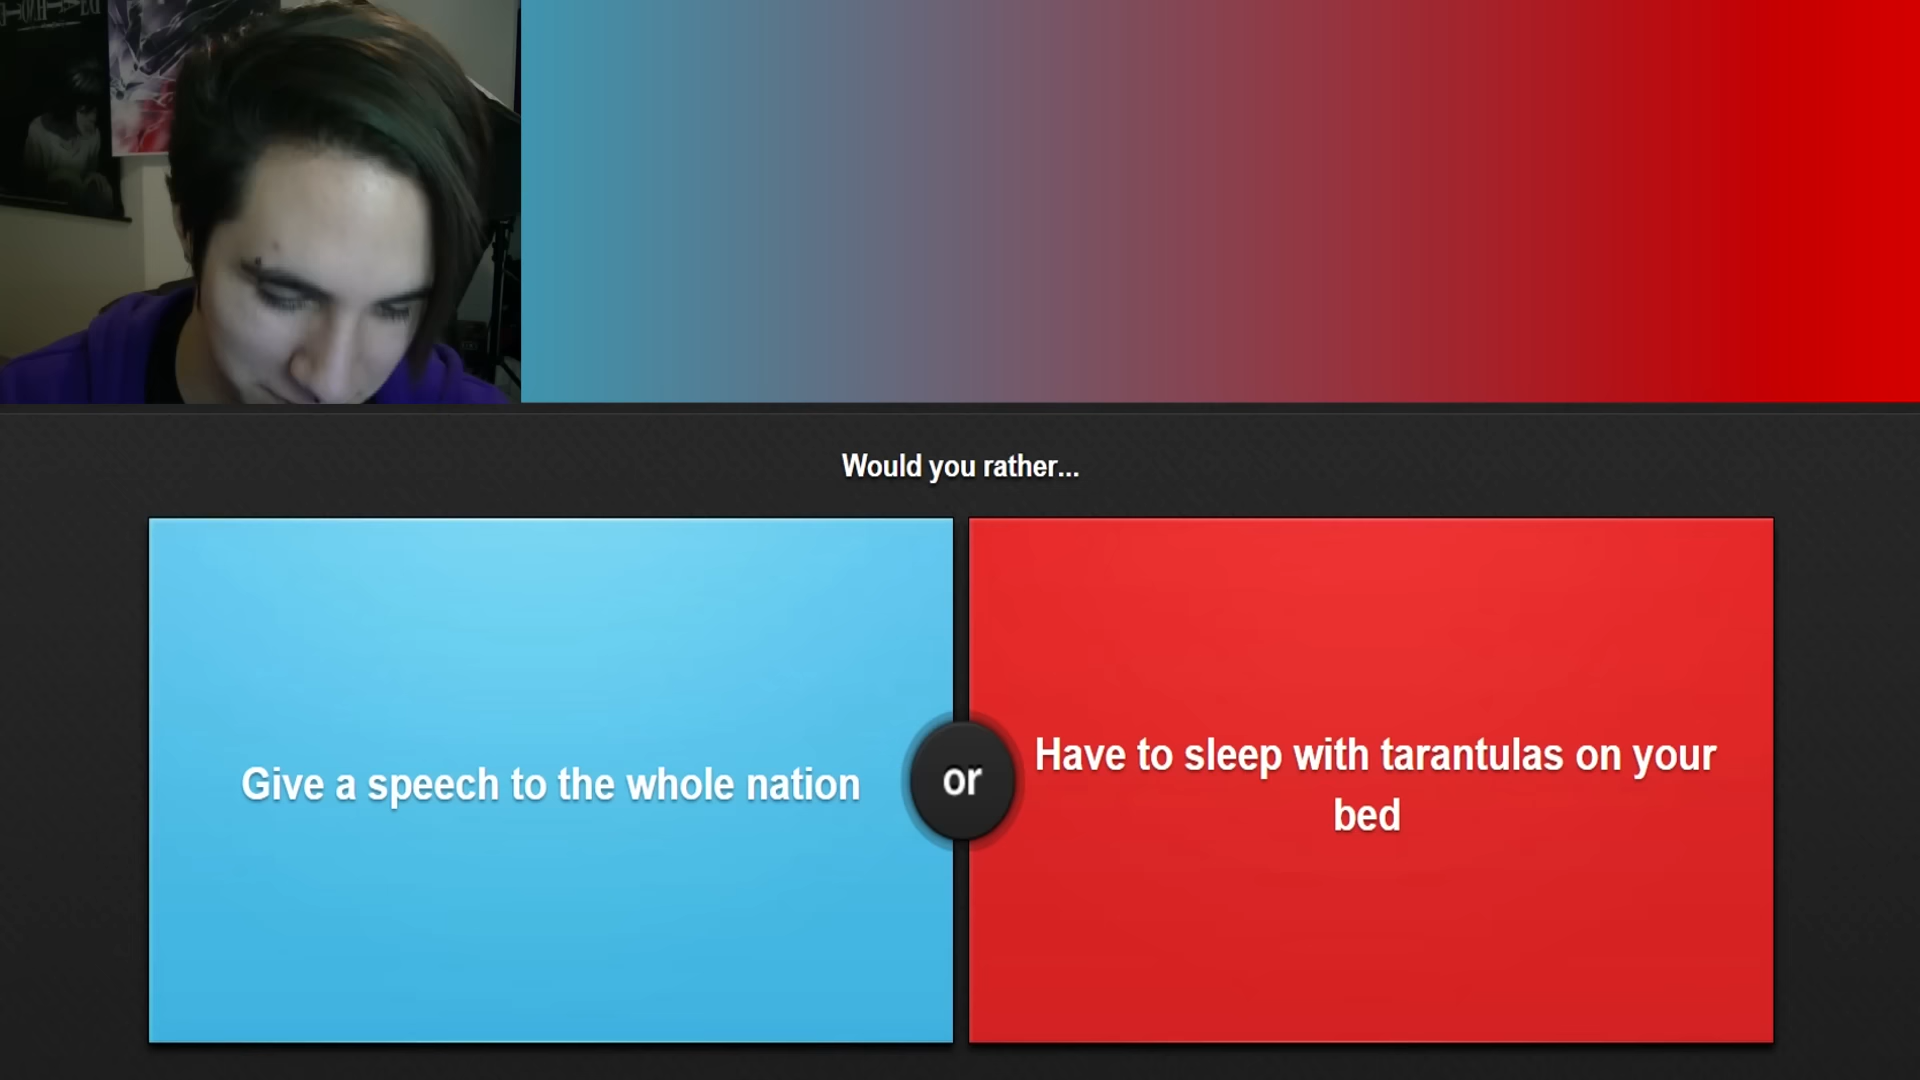 Would you rather...
Give a speech to the whole nation
or
Have to sleep with tarantulas on your
bed